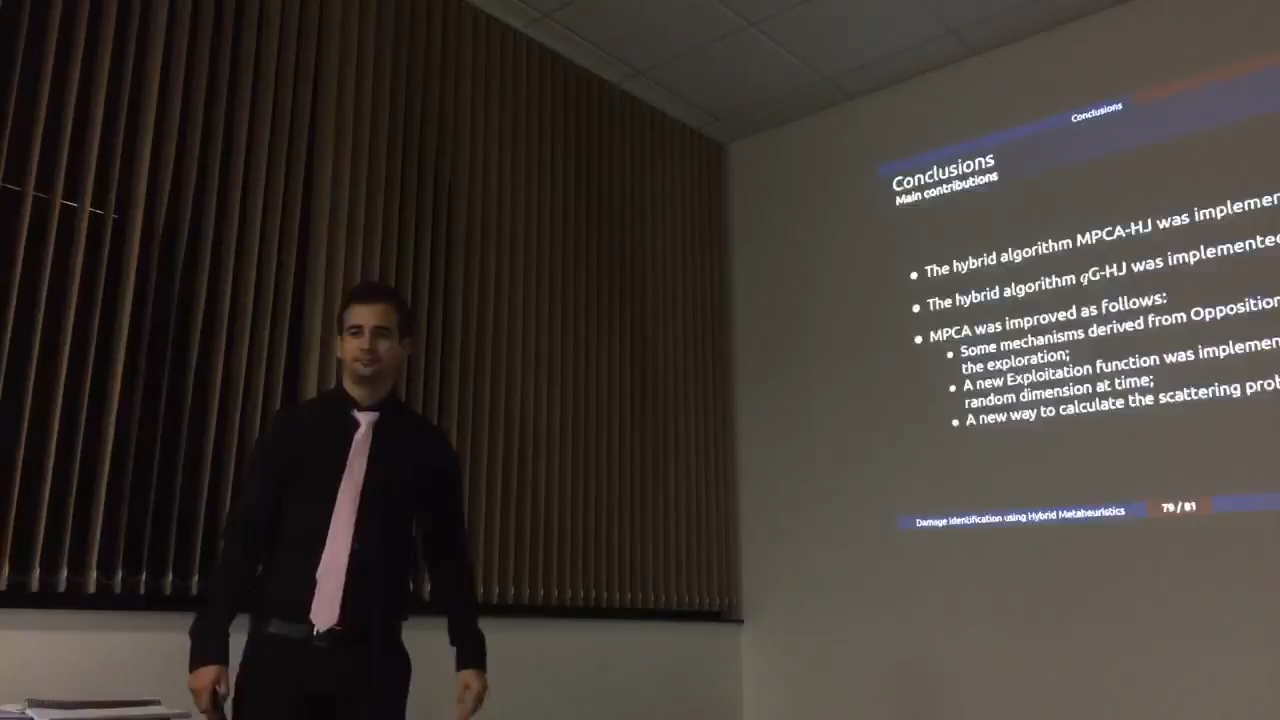 Conclusions
Conclusions
Main contributions
• The hybrid algorithm MPCA-HJ was implemen
• The hybrid algorithm qG-HJ was implemented
• MPCA was improved as follows:
• Some mechanisms derived from Opposition
the exploration;
• A new Exploitation function was implemen
random dimension at time;
• A new way to calculate the scattering prob
Damage Identification using Hybrid Metaheuristics
79 / 81